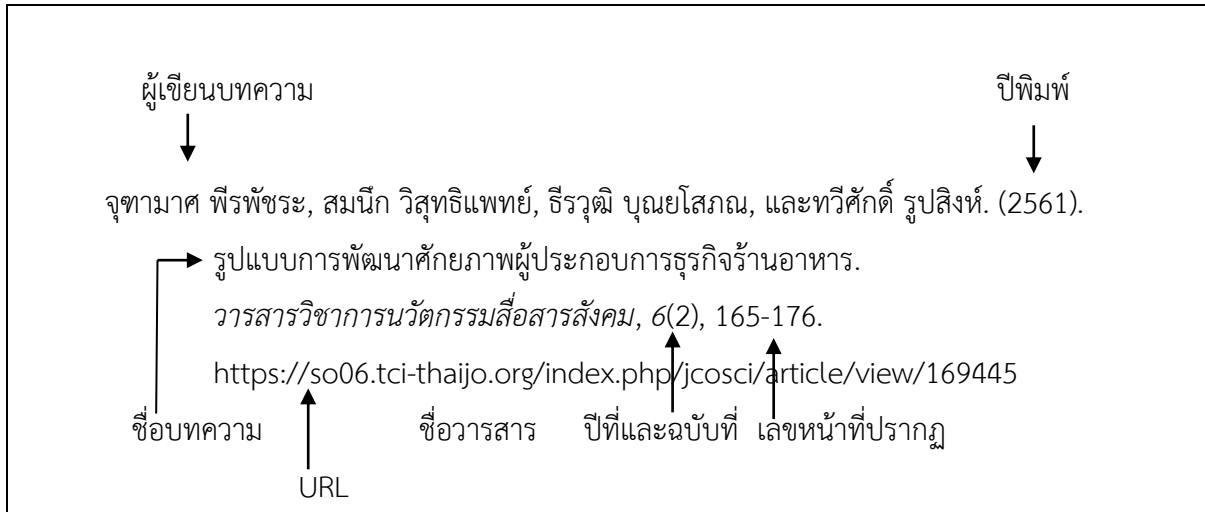 ผู้เขียนบทความ ปีพิมพ์
จุฑามาศ พีรพัชระ, สมนึก วิสุทธิแพทย์, ธีรวุฒิ บุณยโสภณ, และทวีศักดิ์ รูปสิงห์. (2561).
รูปแบบการพัฒนาศักยภาพผู้ประกอบการธุรกิจร้านอาหาร.
วารสารวิชาการนวัตกรรมสื่อสารสังคม, 6(2), 165-176.
https://so06.tci-thaijo.org/index.php/jcosci/article/view/169445
ชื่อบทความ ชื่อวารสาร ปีที่และฉบับที่ เลขหน้าที่ปรากฏ
URL